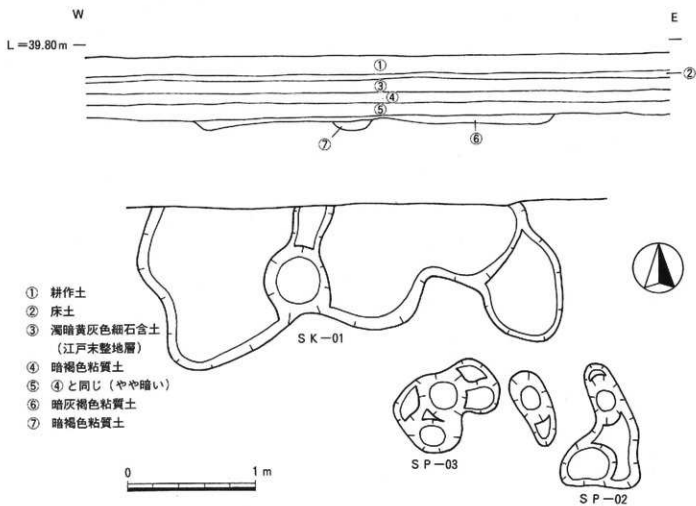 W
E
L=39.80m
①
②
③
④
⑤
⑦
⑥
SK-01
① 耕作土
② 床土
③ 濁暗黄灰色細石含土
(江戸末整地層)
④ 暗褐色粘質土
⑤ ④と同じ(やや暗い)
⑥ 暗灰褐色粘質土
⑦ 暗褐色粘質土
SP-03
SP-02
0 1m